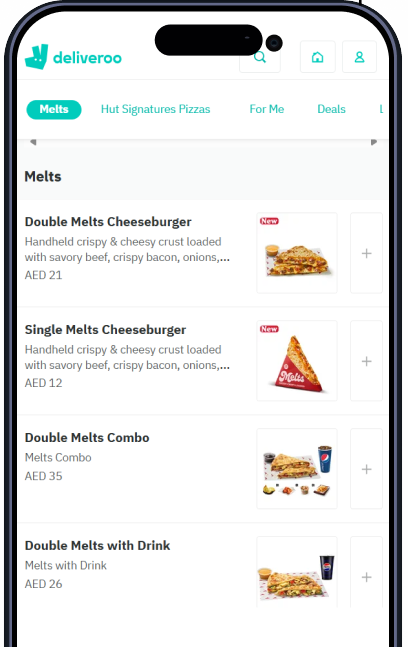 deliveroo
Melts
Hut Signatures Pizzas
For Me
Deals
Melts
Double Melts Cheeseburger
Handheld crispy & cheesy crust loaded
with savory beef, crispy bacon, onions,...
AED 21
New
Single Melts Cheeseburger
Handheld crispy & cheesy crust loaded
with savory beef, crispy bacon, onions,...
AED 12
New
Melts
Double Melts Combo
Melts Combo
AED 35
Double Melts with Drink
Melts with Drink
AED 26